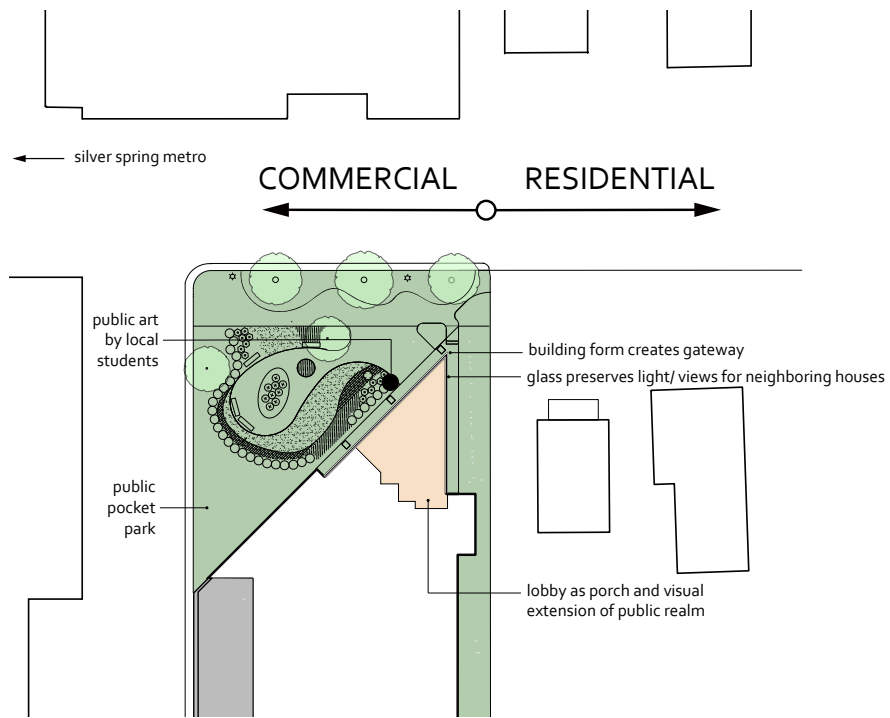 silver spring metro
COMMERCIAL RESIDENTIAL
public art
by local
students
building form creates gateway
glass preserves light/ views for neighboring houses
public
pocket
park
lobby as porch and visual
extension of public realm